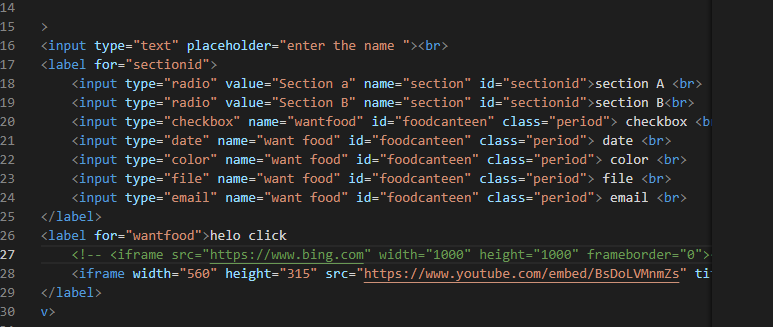 14
15 >
16 <input type="text" placeholder="enter the name "><br>
17 <label for="sectionid">
18 <input type="radio" value="Section a" name="section" id="sectionid">section A <br>
19 <input type="radio" value="Section B" name="section" id="sectionid">section B<br>
20 <input type="checkbox" name="wantfood" id="foodcanteen" class="period"> checkbox <b
21 <input type="date" name="want food" id="foodcanteen" class="period"> date <br>
22 <input type="color" name="want food" id="foodcanteen" class="period"> color <br>
23 <input type="file" name="want food" id="foodcanteen" class="period"> file <br>
24 <input type="email" name="want food" id="foodcanteen" class="period"> email <br>
25 </label>
26 <label for="wantfood">helo click
27 <!-- <iframe src="https://www.bing.com" width="1000" height="1000" frameborder="0">
28 <iframe width="560" height="315" src="https://www.youtube.com/embed/BsDoLVMnmZs" tit
29 </label>
30 v>